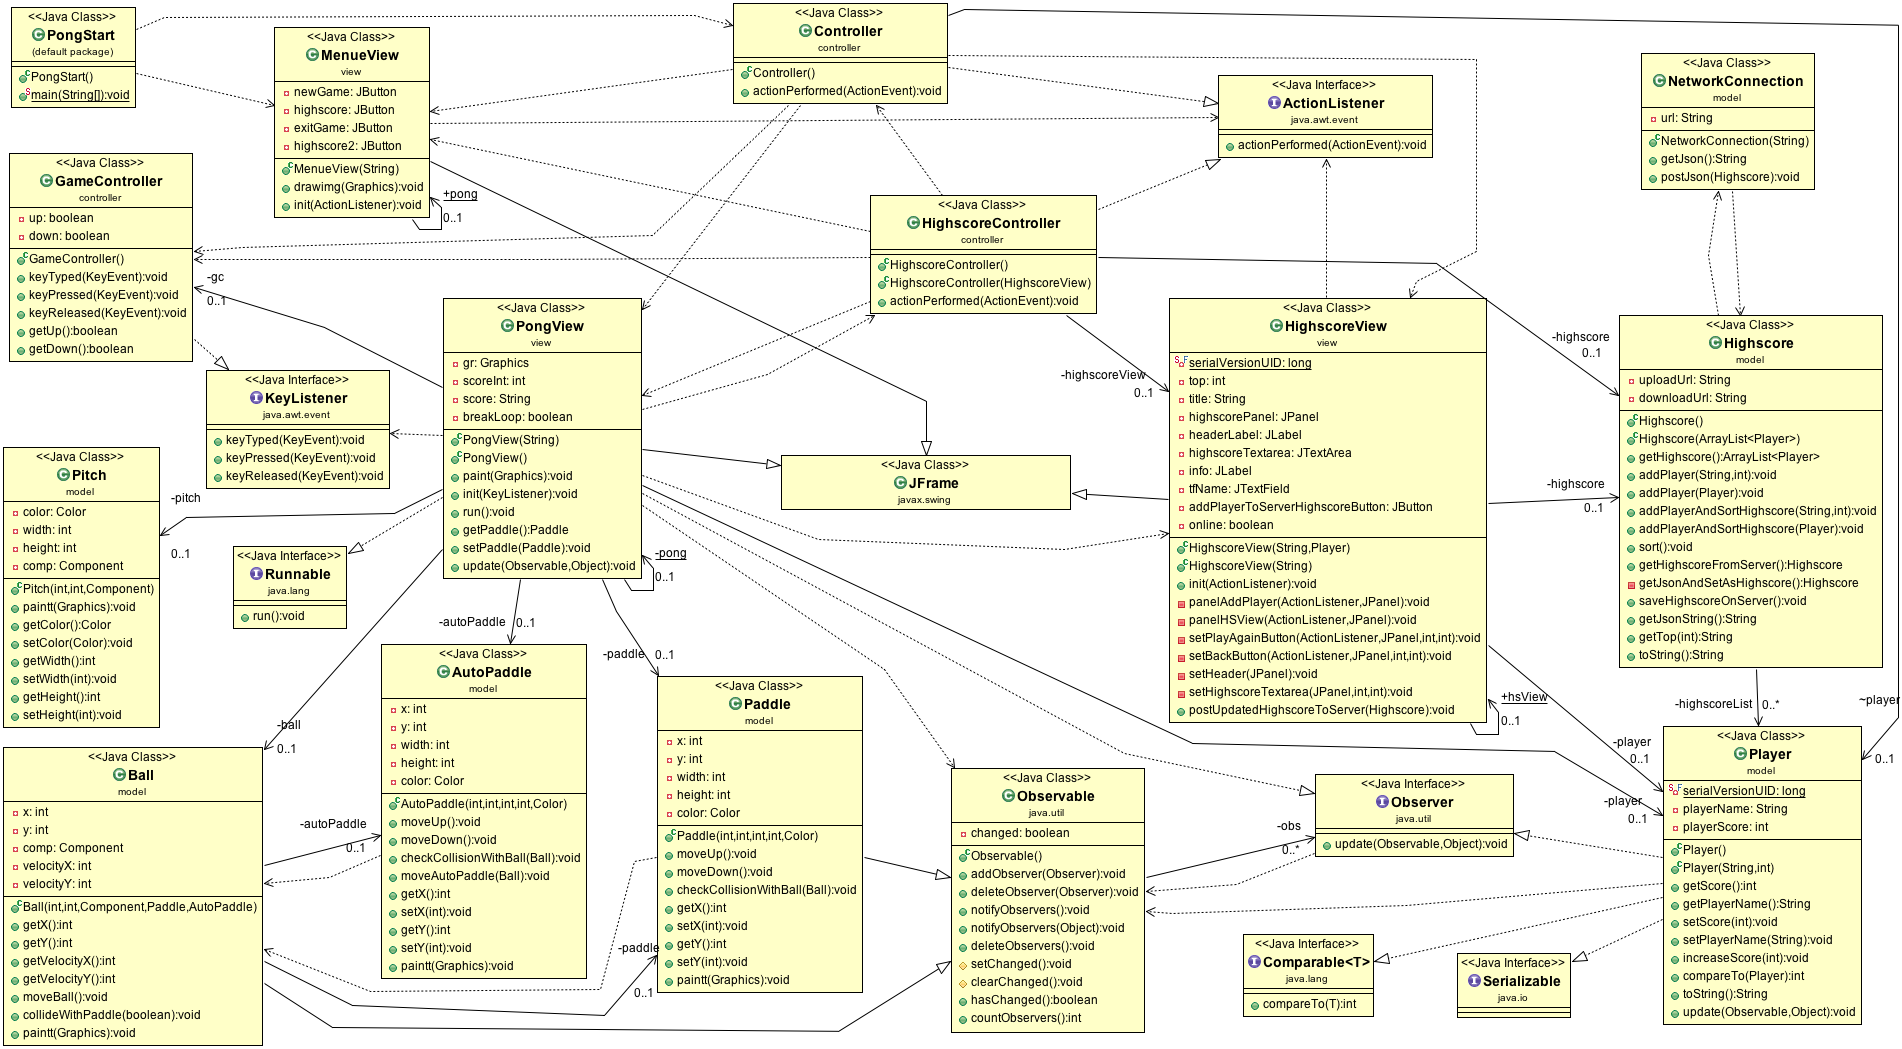 <<Java Class>>
PongStart
(default package)
PongStart()
main(String[]):void
<<Java Class>>
MenueView
view
newGame: JButton
highscore: JButton
exitGame: JButton
highscore2: JButton
MenueView(String)
drawimg(Graphics):void
init(ActionListener):void
+pong
0..1
<<Java Class>>
Controller
controller
Controller()
actionPerformed(ActionEvent):void
<<Java Interface>>
ActionListener
java.awt.event
actionPerformed(ActionEvent):void
<<Java Class>>
NetworkConnection
model
url: String
NetworkConnection(String)
getJson():String
postJson(Highscore):void
<<Java Class>>
GameController
controller
up: boolean
down: boolean
GameController()
keyTyped(KeyEvent):void
keyPressed(KeyEvent):void
keyReleased(KeyEvent):void
getUp():boolean
getDown():boolean
-gc
0..1
<<Java Class>>
HighscoreController
controller
HighscoreController()
HighscoreController(HighscoreView)
actionPerformed(ActionEvent):void
-highscoreView
0..1
-highscore
0..1
<<Java Interface>>
KeyListener
java.awt.event
keyTyped(KeyEvent):void
keyPressed(KeyEvent):void
keyReleased(KeyEvent):void
<<Java Class>>
PongView
view
gr: Graphics
scoreInt: int
score: String
breakLoop: boolean
PongView(String)
PongView()
paint(Graphics):void
init(KeyListener):void
run():void
getPaddle():Paddle
setPaddle(Paddle):void
update(Observable,Object):void
-pong
0..1
<<Java Class>>
HighscoreView
view
serialVersionUID: long
top: int
title: String
highscorePanel: JPanel
headerLabel: JLabel
highscoreTextarea: JTextArea
info: JLabel
tfName: JTextField
addPlayerToServerHighscoreButton: JButton
online: boolean
HighscoreView(String,Player)
HighscoreView(String)
init(ActionListener):void
panelAddPlayer(ActionListener,JPanel):void
panelHSView(ActionListener,JPanel):void
setPlayAgainButton(ActionListener,JPanel,int,int):void
setBackButton(ActionListener,JPanel,int,int):void
setHeader(JPanel):void
setHighscoreTextarea(JPanel,int,int):void
postUpdatedHighscoreToServer(Highscore):void
+hsView
0..1
-highscore
0..1
<<Java Class>>
Highscore
model
uploadUrl: String
downloadUrl: String
Highscore()
Highscore(ArrayList<Player>)
getHighscore():ArrayList<Player>
addPlayer(String,int):void
addPlayer(Player):void
addPlayerAndSortHighscore(String,int):void
addPlayerAndSortHighscore(Player):void
sort():void
getHighscoreFromServer():Highscore
getJsonAndSetAsHighscore():Highscore
saveHighscoreOnServer():void
getJsonString():String
getTop(int):String
toString():String
-highscoreList
0..*
~player
0..1
<<Java Class>>
JFrame
javax.swing
<<Java Class>>
Pitch
model
color: Color
width: int
height: int
comp: Component
Pitch(int,int,Component)
paintt(Graphics):void
getColor():Color
setColor(Color):void
getWidth():int
setWidth(int):void
getHeight():int
setHeight(int):void
-pitch
0..1
<<Java Interface>>
Runnable
java.lang
run():void
-autoPaddle
0..1
-paddle
0..1
-ball
0..1
<<Java Class>>
Ball
model
x: int
y: int
comp: Component
velocityX: int
velocityY: int
Ball(int,int,Component,Paddle,AutoPaddle)
getX():int
getY():int
getVelocityX():int
getVelocityY():int
moveBall():void
collideWithPaddle(boolean):void
paintt(Graphics):void
-autoPaddle
0..1
<<Java Class>>
AutoPaddle
model
x: int
y: int
width: int
height: int
color: Color
AutoPaddle(int,int,int,int,Color)
moveUp():void
moveDown():void
checkCollisionWithBall(Ball):void
moveAutoPaddle(Ball):void
getX():int
setX(int):void
getY():int
setY(int):void
paintt(Graphics):void
-paddle
0..1
<<Java Class>>
Paddle
model
x: int
y: int
width: int
height: int
color: Color
Paddle(int,int,int,int,Color)
moveUp():void
moveDown():void
checkCollisionWithBall(Ball):void
getX():int
setX(int):void
getY():int
setY(int):void
paintt(Graphics):void
<<Java Class>>
Observable
java.util
changed: boolean
Observable()
addObserver(Observer):void
deleteObserver(Observer):void
notifyObservers():void
notifyObservers(Object):void
deleteObservers():void
setChanged():void
clearChanged():void
hasChanged():boolean
countObservers():int
-obs
0..*
<<Java Interface>>
Observer
java.util
update(Observable,Object):void
-player
0..1
-player
0..1
<<Java Class>>
Player
model
serialVersionUID: long
playerName: String
playerScore: int
Player()
Player(String,int)
getScore():int
getPlayerName():String
setScore(int):void
setPlayerName(String):void
increaseScore(int):void
compareTo(Player):int
toString():String
update(Observable,Object):void
<<Java Interface>>
Comparable<T>
java.lang
compareTo(T):int
<<Java Interface>>
Serializable
java.io